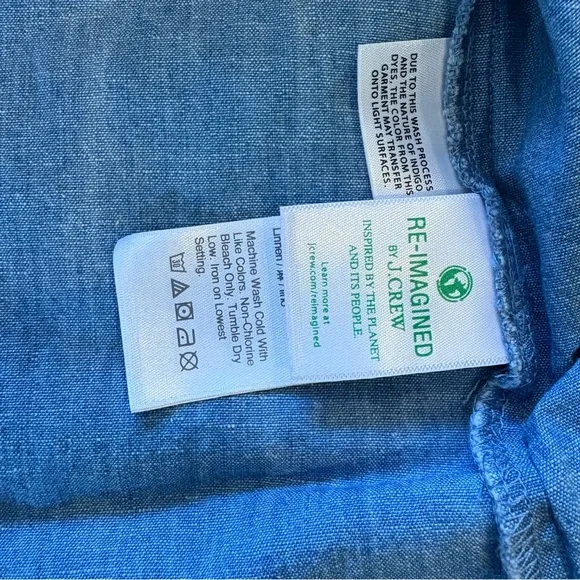 DUE TO THIS WASH PROCESS
AND THE NATURE OF INDIGO
DYES, THE COLOR FROM THIS
GARMENT MAY TRANSFER
ONTO LIGHT SURFACES.
RE-IMAGINED
BY J.CREW
INSPIRED BY THE PLANET
AND ITS PEOPLE.
Learn more at
jcrew.com/reimagined
Machine Wash Cold With
Like Colors. Non-Chlorine
Bleach Only. Tumble Dry
Low. Iron on Lowest
Setting
30